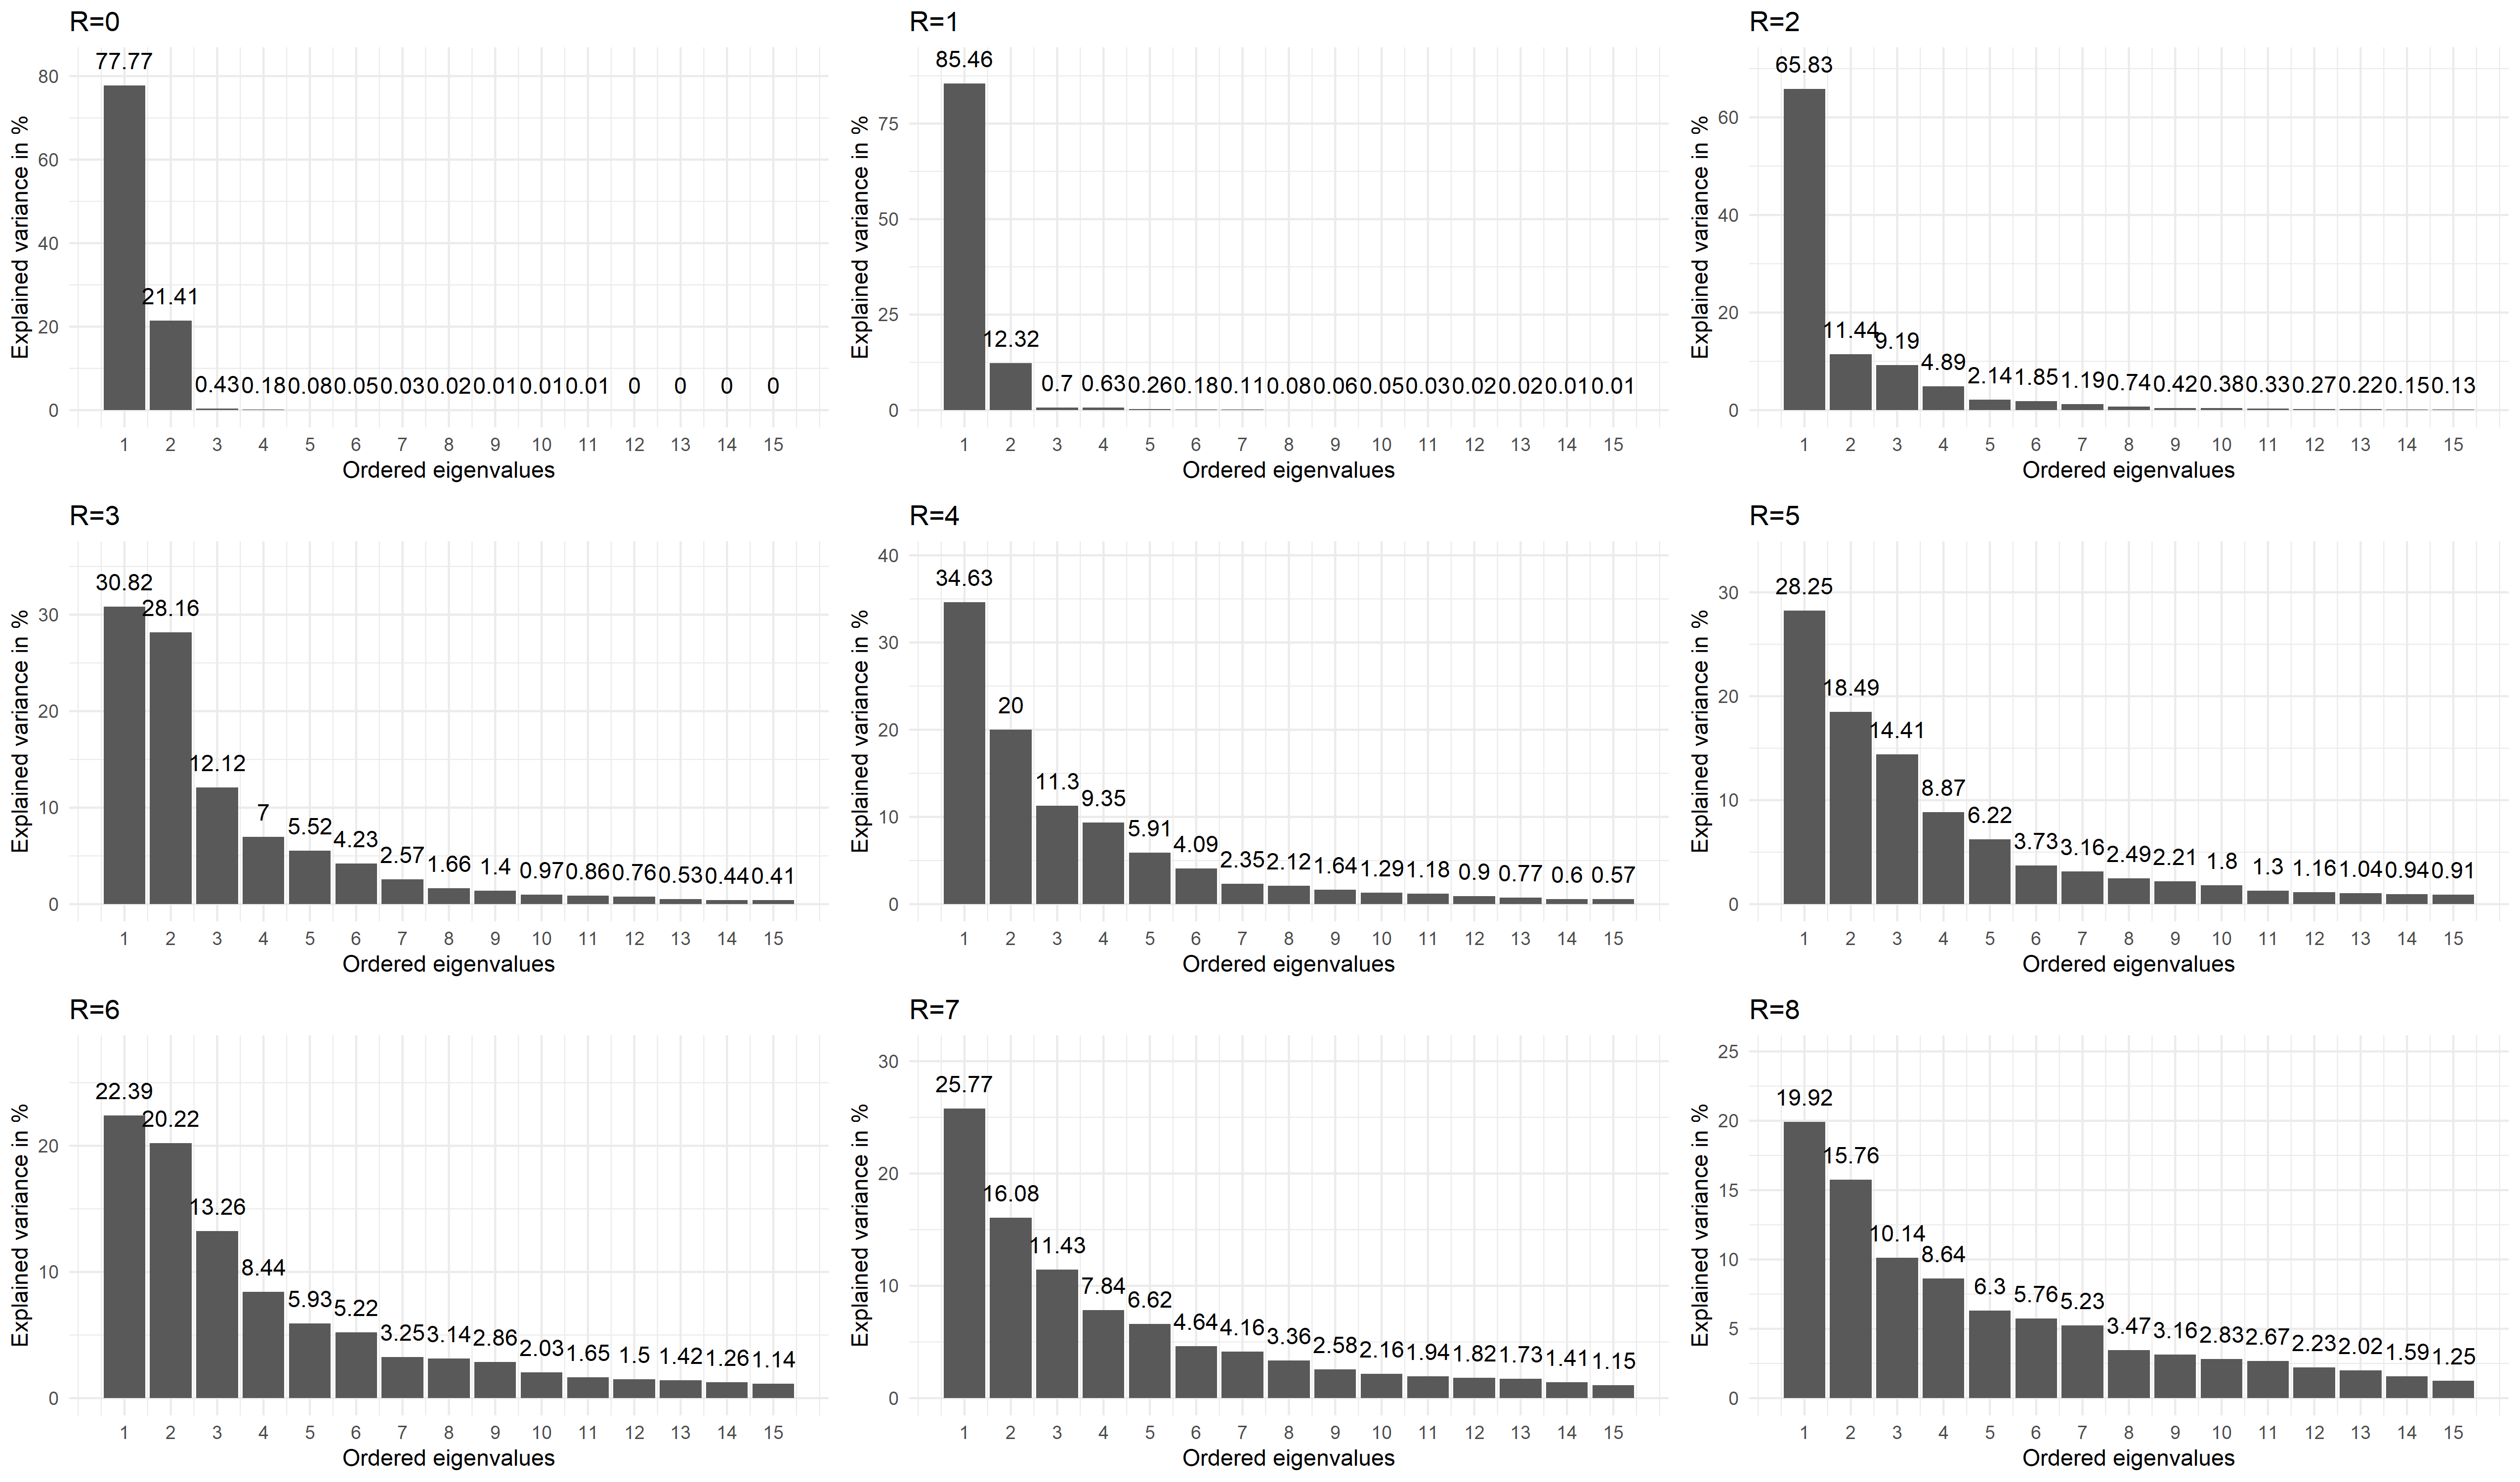 R=0
77.77
21.41
0.43 0.18 0.08 0.05 0.03 0.02 0.01 0.01 0.01 0 0 0 0
80
60
40
20
0
Explained variance in %
1 2 3 4 5 6 7 8 9 10 11 12 13 14 15
Ordered eigenvalues
R=1
85.46
12.32
0.7 0.63 0.26 0.18 0.11 0.08 0.06 0.05 0.03 0.02 0.02 0.01 0.01
75
50
25
0
Explained variance in %
1 2 3 4 5 6 7 8 9 10 11 12 13 14 15
Ordered eigenvalues
R=2
65.83
11.44
9.19
4.89
2.14 1.85 1.19 0.74 0.42 0.38 0.33 0.27 0.22 0.15 0.13
60
40
20
0
Explained variance in %
1 2 3 4 5 6 7 8 9 10 11 12 13 14 15
Ordered eigenvalues
R=3
30.82
28.16
12.12
7
5.52
4.23
2.57
1.66 1.4 0.97 0.86 0.76 0.53 0.44 0.41
30
20
10
0
Explained variance in %
1 2 3 4 5 6 7 8 9 10 11 12 13 14 15
Ordered eigenvalues
R=4
34.63
20
11.3
9.35
5.91
4.09
2.35 2.12 1.64 1.29 1.18 0.9 0.77 0.6 0.57
40
30
20
10
0
Explained variance in %
1 2 3 4 5 6 7 8 9 10 11 12 13 14 15
Ordered eigenvalues
R=5
28.25
18.49
14.41
8.87
6.22
3.73 3.16 2.49 2.21 1.8 1.3 1.16 1.04 0.94 0.91
30
20
10
0
Explained variance in %
1 2 3 4 5 6 7 8 9 10 11 12 13 14 15
Ordered eigenvalues
R=6
22.39
20.22
13.26
8.44
5.93 5.22
3.25 3.14 2.86 2.03 1.65 1.5 1.42 1.26 1.14
20
10
0
Explained variance in %
1 2 3 4 5 6 7 8 9 10 11 12 13 14 15
Ordered eigenvalues
R=7
25.77
16.08
11.43
7.84
6.62
4.64 4.16 3.36 2.58 2.16 1.94 1.82 1.73 1.41 1.15
30
20
10
0
Explained variance in %
1 2 3 4 5 6 7 8 9 10 11 12 13 14 15
Ordered eigenvalues
R=8
19.92
15.76
10.14
8.64
6.3 5.76 5.23
3.47 3.16 2.83 2.67 2.23 2.02 1.59 1.25
25
20
15
10
5
0
Explained variance in %
1 2 3 4 5 6 7 8 9 10 11 12 13 14 15
Ordered eigenvalues